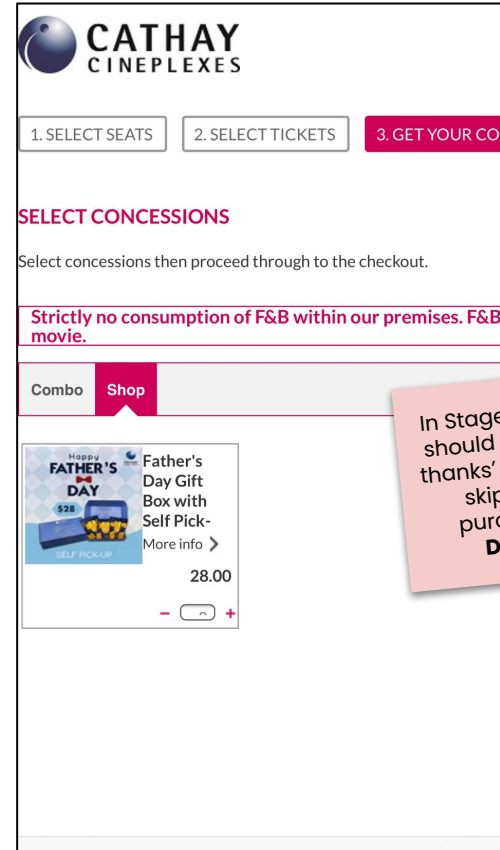 CATHAY
CINEPLEXES
1. SELECT SEATS
2. SELECT TICKETS
3. GET YOUR CO
SELECT CONCESSIONS
Select concessions then proceed through to the checkout.
Strictly no consumption of F&B within our premises. F&B
movie.
Combo
Shop
Happy
FATHER'S
DAY
$28
SELF PICK-UP
Father's
Day Gift
Box with
Self Pick-
More info
28.00
In Stage
should
thanks'
skip
purc
D